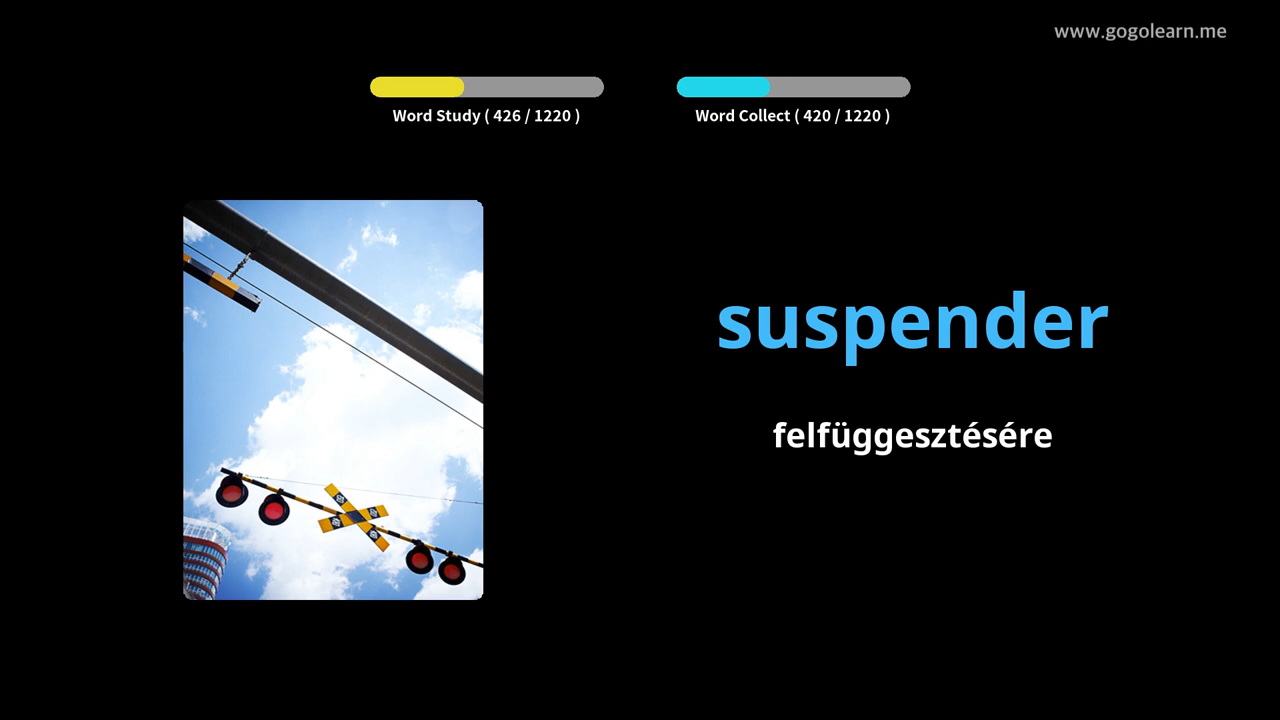 www.gogolearn.me
Word Study ( 426 / 1220 )
Word Collect ( 420 / 1220 )
suspender
felfüggesztésére